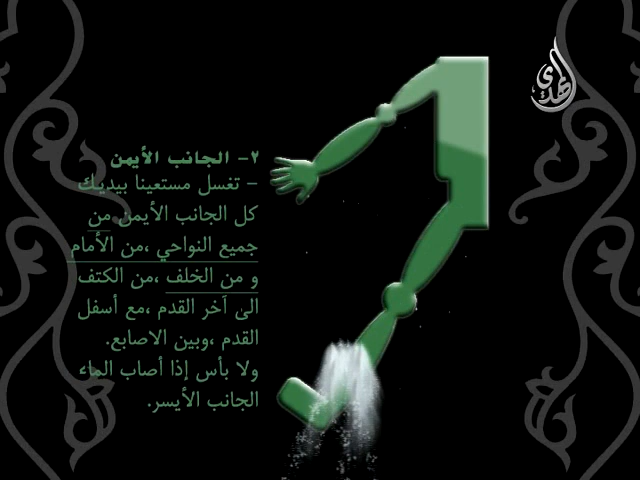 ٢- الجانب الأيمن
- تغسل مستعينا بيديك
كل الجانب الأيمن من
جميع النواحي ،من الأمام
و من الخلف ،من الكتف
الى آخر القدم ،مع أسفل
القدم ،وبين الاصابع.
ولا بأس إذا أصاب الماء
الجانب الأيسر.
الهدى